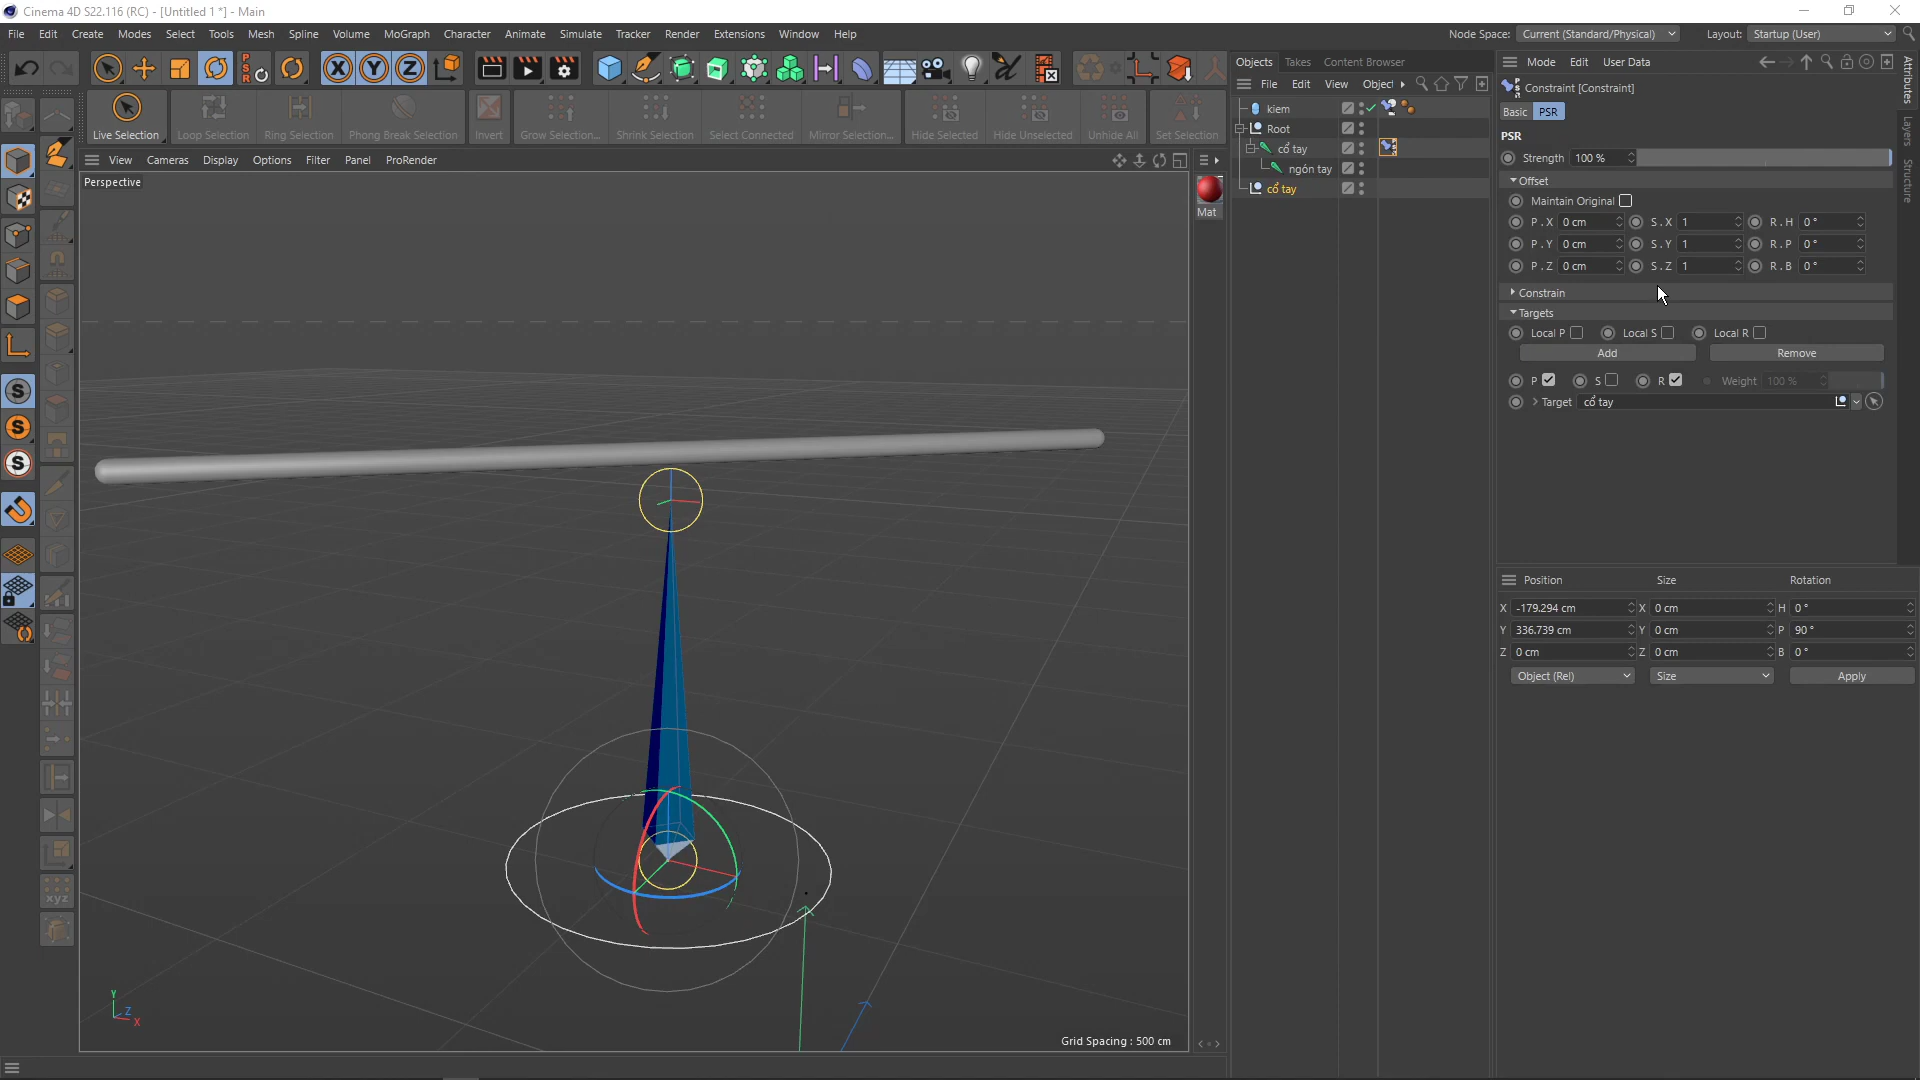 Cinema 4D S22.116 (RC) - [Untitled 1 *] - Main
File Edit Create Modes Select Tools Mesh Spline Volume MoGraph Character Animate Simulate Tracker Render Extensions Window Help
Node Space: Current (Standard/Physical) Layout: Startup (User)
PSR X Y Z
Live Selection Loop Selection Ring Selection Phong Break Selection Invert Grow Selection... Shrink Selection Select Connected Mirror Selection... Hide Selected Hide Unselected Unhide All Set Selection
View Cameras Display Options Filter Panel ProRender
Perspective
Grid Spacing : 500 cm
Y
Z
X
S
S
S
xyz
Mat
Objects Takes Content Browser
File Edit View Object
kiem
Root
cổ tay
ngón tay
cổ tay
Mode Edit User Data
Constraint [Constraint]
Basic PSR
PSR
Strength 100 %
Offset
Maintain Original
P . X 0 cm S . X 1 R . H 0 °
P . Y 0 cm S . Y 1 R . P 0 °
P . Z 0 cm S . Z 1 R . B 0 °
Constrain
Targets
Local P Local S Local R
Add Remove
P S R Weight 100 %
Target cổ tay
Attributes
Layers
Structure
Position Size Rotation
X -179.294 cm X 0 cm H 0 °
Y 336.739 cm Y 0 cm P 90 °
Z 0 cm Z 0 cm B 0 °
Object (Rel) Size Apply